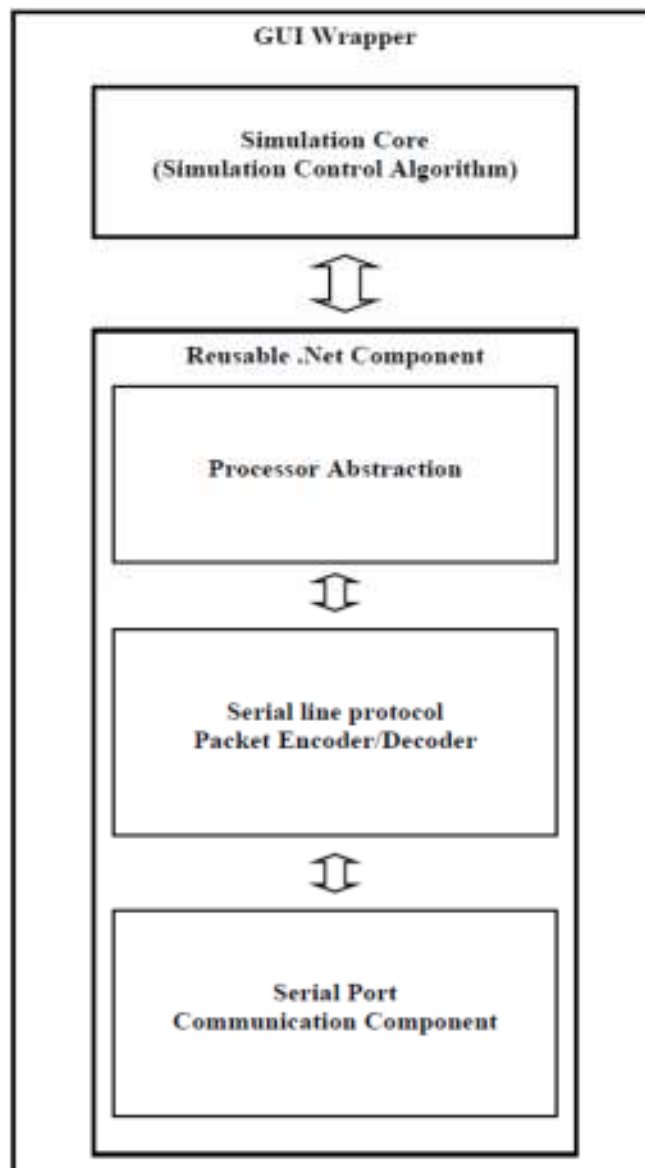 GUI Wrapper
Simulation Core
(Simulation Control Algorithm)
Reusable .Net Component
Processor Abstraction
Serial line protocol
Packet Encoder/Decoder
Serial Port
Communication Component